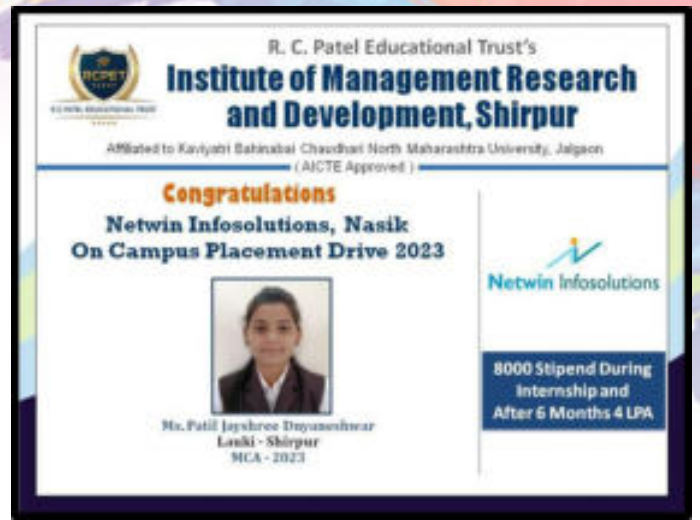 R. C. Patel Educational Trust's
RCPET
Institute of Management Research
and Development, Shirpur
Affiliated to Kaviyatri Bahinabai Chaudhari North Maharashtra University, Jalgaon
( AICTE Approved )
Congratulations
Netwin Infosolutions, Nasik
On Campus Placement Drive 2023
Netwin Infosolutions
8000 Stipend During
Internship and
After 6 Months 4 LPA
Ms. Patil Jayshree Dnyaneshwar
Lauki - Shirpur
MCA - 2023